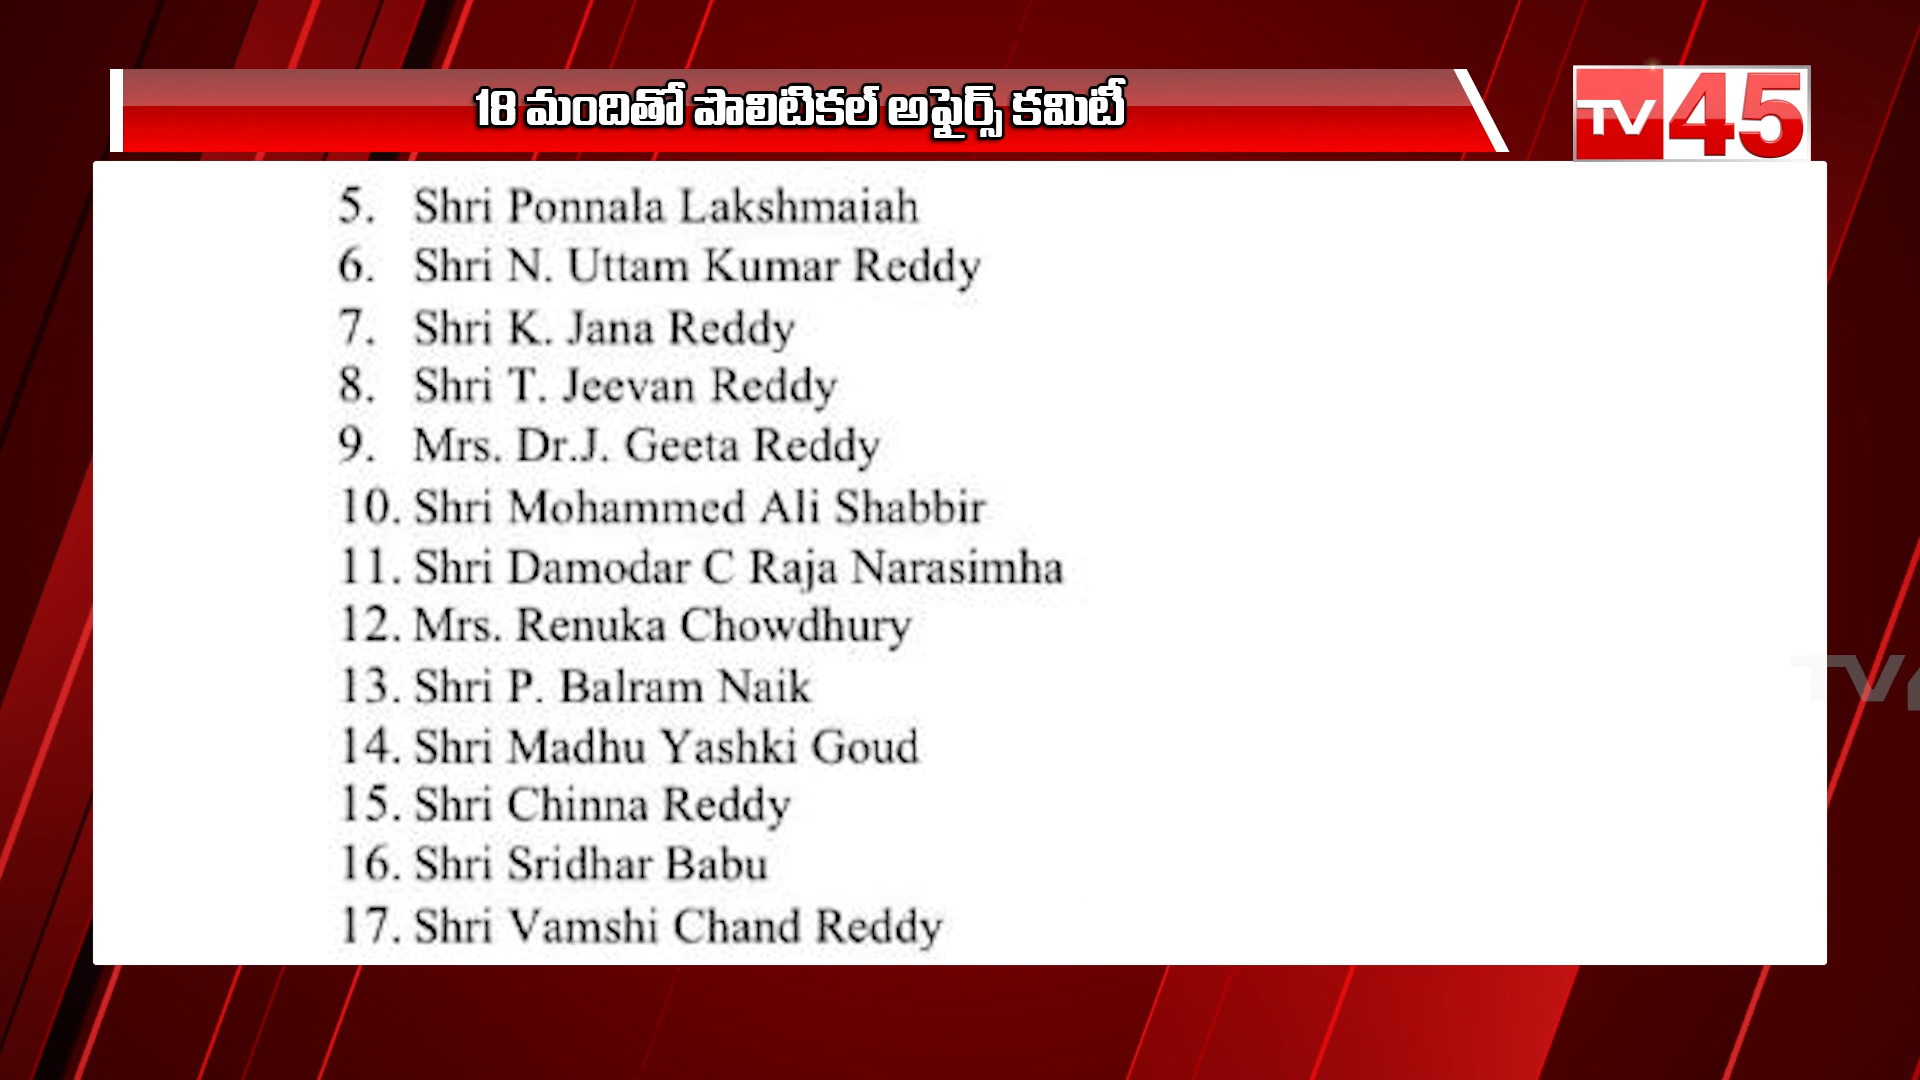 18 మందితో పొలిటికల్ అఫైర్స్ కమిటీ
TV45
5. Shri Ponnala Lakshmaiah
6. Shri N. Uttam Kumar Reddy
7. Shri K. Jana Reddy
8. Shri T. Jeevan Reddy
9. Mrs. Dr.J. Geeta Reddy
10. Shri Mohammed Ali Shabbir
11. Shri Damodar C Raja Narasimha
12. Mrs. Renuka Chowdhury
13. Shri P. Balram Naik
14. Shri Madhu Yashki Goud
15. Shri Chinna Reddy
16. Shri Sridhar Babu
17. Shri Vamshi Chand Reddy
TV4